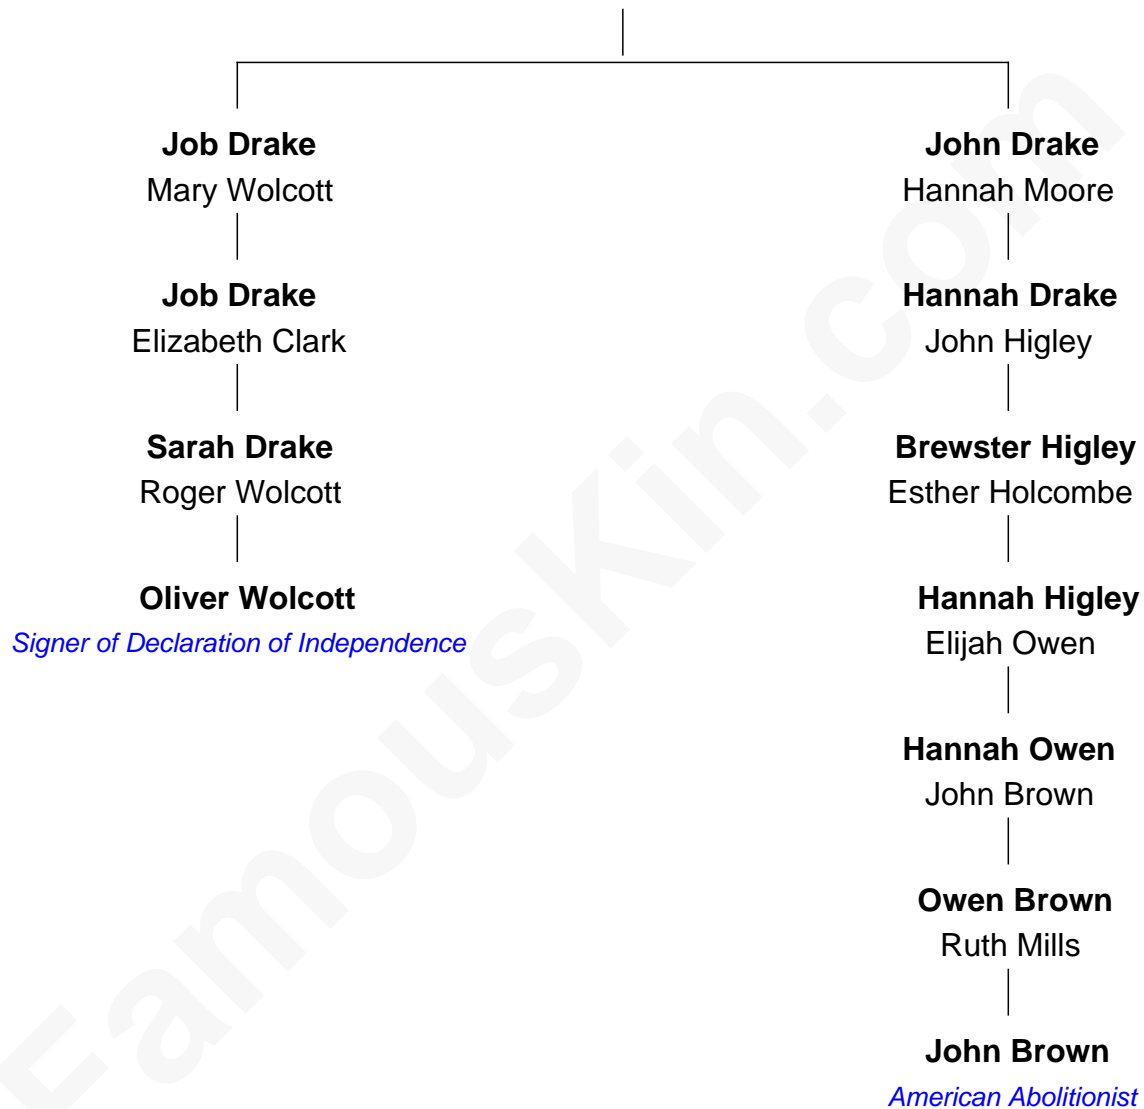 Job Drake
Mary Wolcott
Job Drake
Elizabeth Clark
Sarah Drake
Roger Wolcott
Oliver Wolcott
Signer of Declaration of Independence
John Drake
Hannah Moore
Hannah Drake
John Higley
Brewster Higley
Esther Holcombe
Hannah Higley
Elijah Owen
Hannah Owen
John Brown
Owen Brown
Ruth Mills
John Brown
American Abolitionist
FamousKin.com